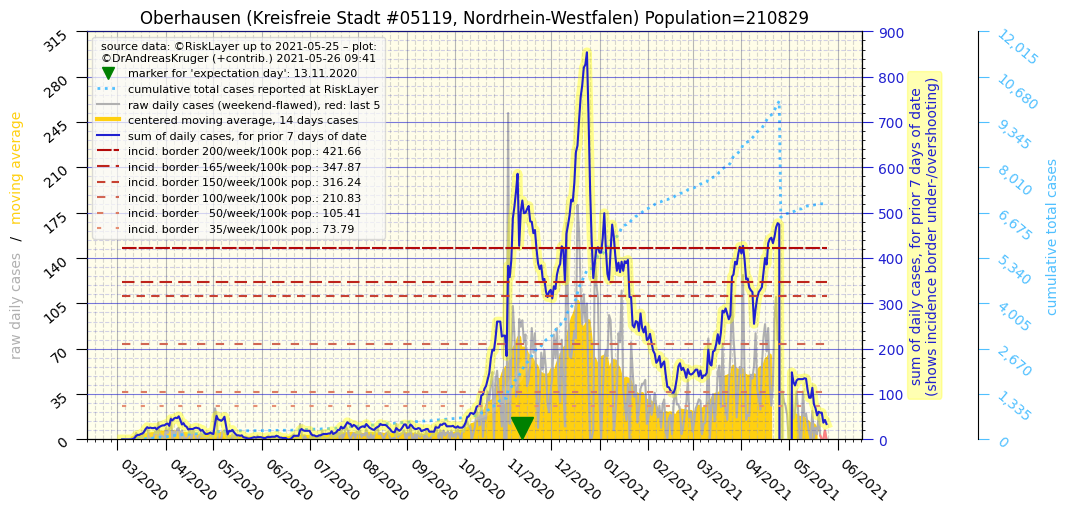 Oberhausen (Kreisfreie Stadt #05119, Nordrhein-Westfalen) Population=210829
source data: ©RiskLayer up to 2021-05-25 – plot:
©DrAndreasKruger (+contrib.) 2021-05-26 09:41
marker for 'expectation day': 13.11.2020
cumulative total cases reported at RiskLayer
raw daily cases (weekend-flawed), red: last 5
centered moving average, 14 days cases
sum of daily cases, for prior 7 days of date
incid. border 200/week/100k pop.: 421.66
incid. border 165/week/100k pop.: 347.87
incid. border 150/week/100k pop.: 316.24
incid. border 100/week/100k pop.: 210.83
incid. border   50/week/100k pop.: 105.41
incid. border   35/week/100k pop.: 73.79
raw daily cases / moving average
315
280
245
210
175
140
105
70
35
0
03/2020
04/2020
05/2020
06/2020
07/2020
08/2020
09/2020
10/2020
11/2020
12/2020
01/2021
02/2021
03/2021
04/2021
05/2021
06/2021
900
800
700
600
500
400
300
200
100
0
sum of daily cases, for prior 7 days of date
(shows incidence border under-/overshooting)
12,015
10,680
9,345
8,010
6,675
5,340
4,005
2,670
1,335
0
cumulative total cases